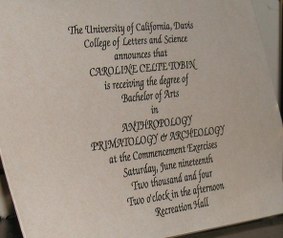 The University of California, Davis
College of Letters and Science
announces that
CAROLINE CELTE TOBIN
is receiving the degree of
Bachelor of Arts
in
ANTHROPOLOGY
PRIMATOLOGY & ARCHEOLOGY
at the Commencement Exercises
Saturday, June nineteenth
Two thousand and four
Two o'clock in the afternoon
Recreation Hall